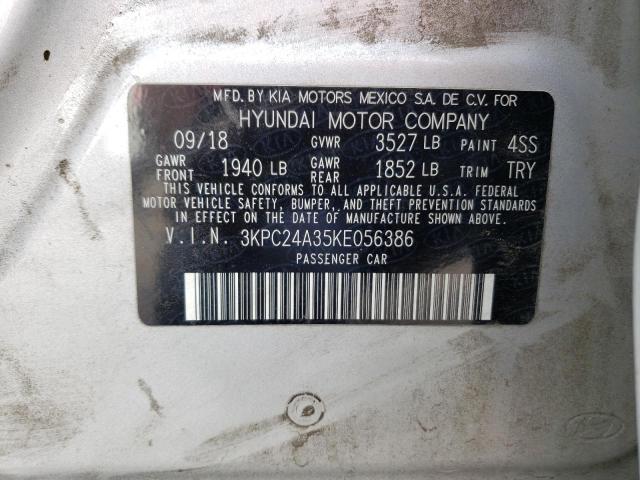 MFD. BY KIA MOTORS MEXICO S.A. DE C.V. FOR
HYUNDAI MOTOR COMPANY
09/18 GVWR 3527 LB PAINT 4SS
GAWR FRONT 1940 LB GAWR REAR 1852 LB TRIM TRY
THIS VEHICLE CONFORMS TO ALL APPLICABLE U.S.A. FEDERAL
MOTOR VEHICLE SAFETY, BUMPER, AND THEFT PREVENTION STANDARDS
IN EFFECT ON THE DATE OF MANUFACTURE SHOWN ABOVE.
V.I.N. 3KPC24A35KE056386
PASSENGER CAR
KIA